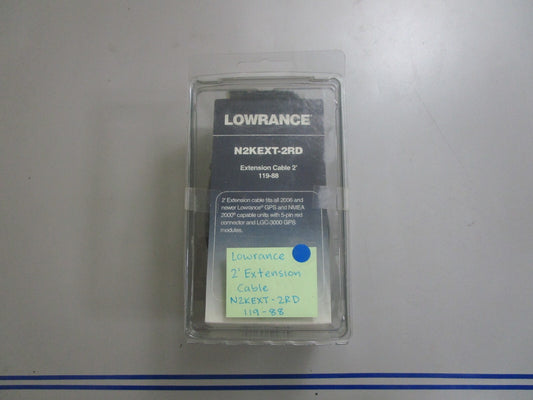 LOWRANCE®
N2KEXT-2RD
Extension Cable 2'
119-88
2' Extension cable fits all 2006 and
newer Lowrance® GPS and NMEA
2000® capable units with 5-pin red
connector and LGC-3000 GPS
modules.
Lowrance
2' Extension
Cable
N2KEXT-2RD
119-88